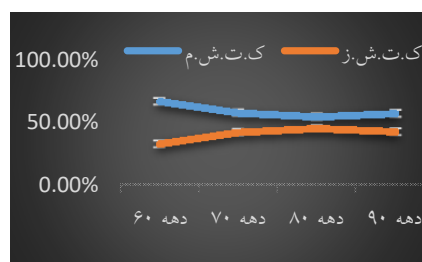 100.00%
ک.ت.ش.م
ک.ت.ش.ز
50.00%
0.00%
دهه ۶۰
دهه ۷۰
دهه ۸۰
دهه ۹۰